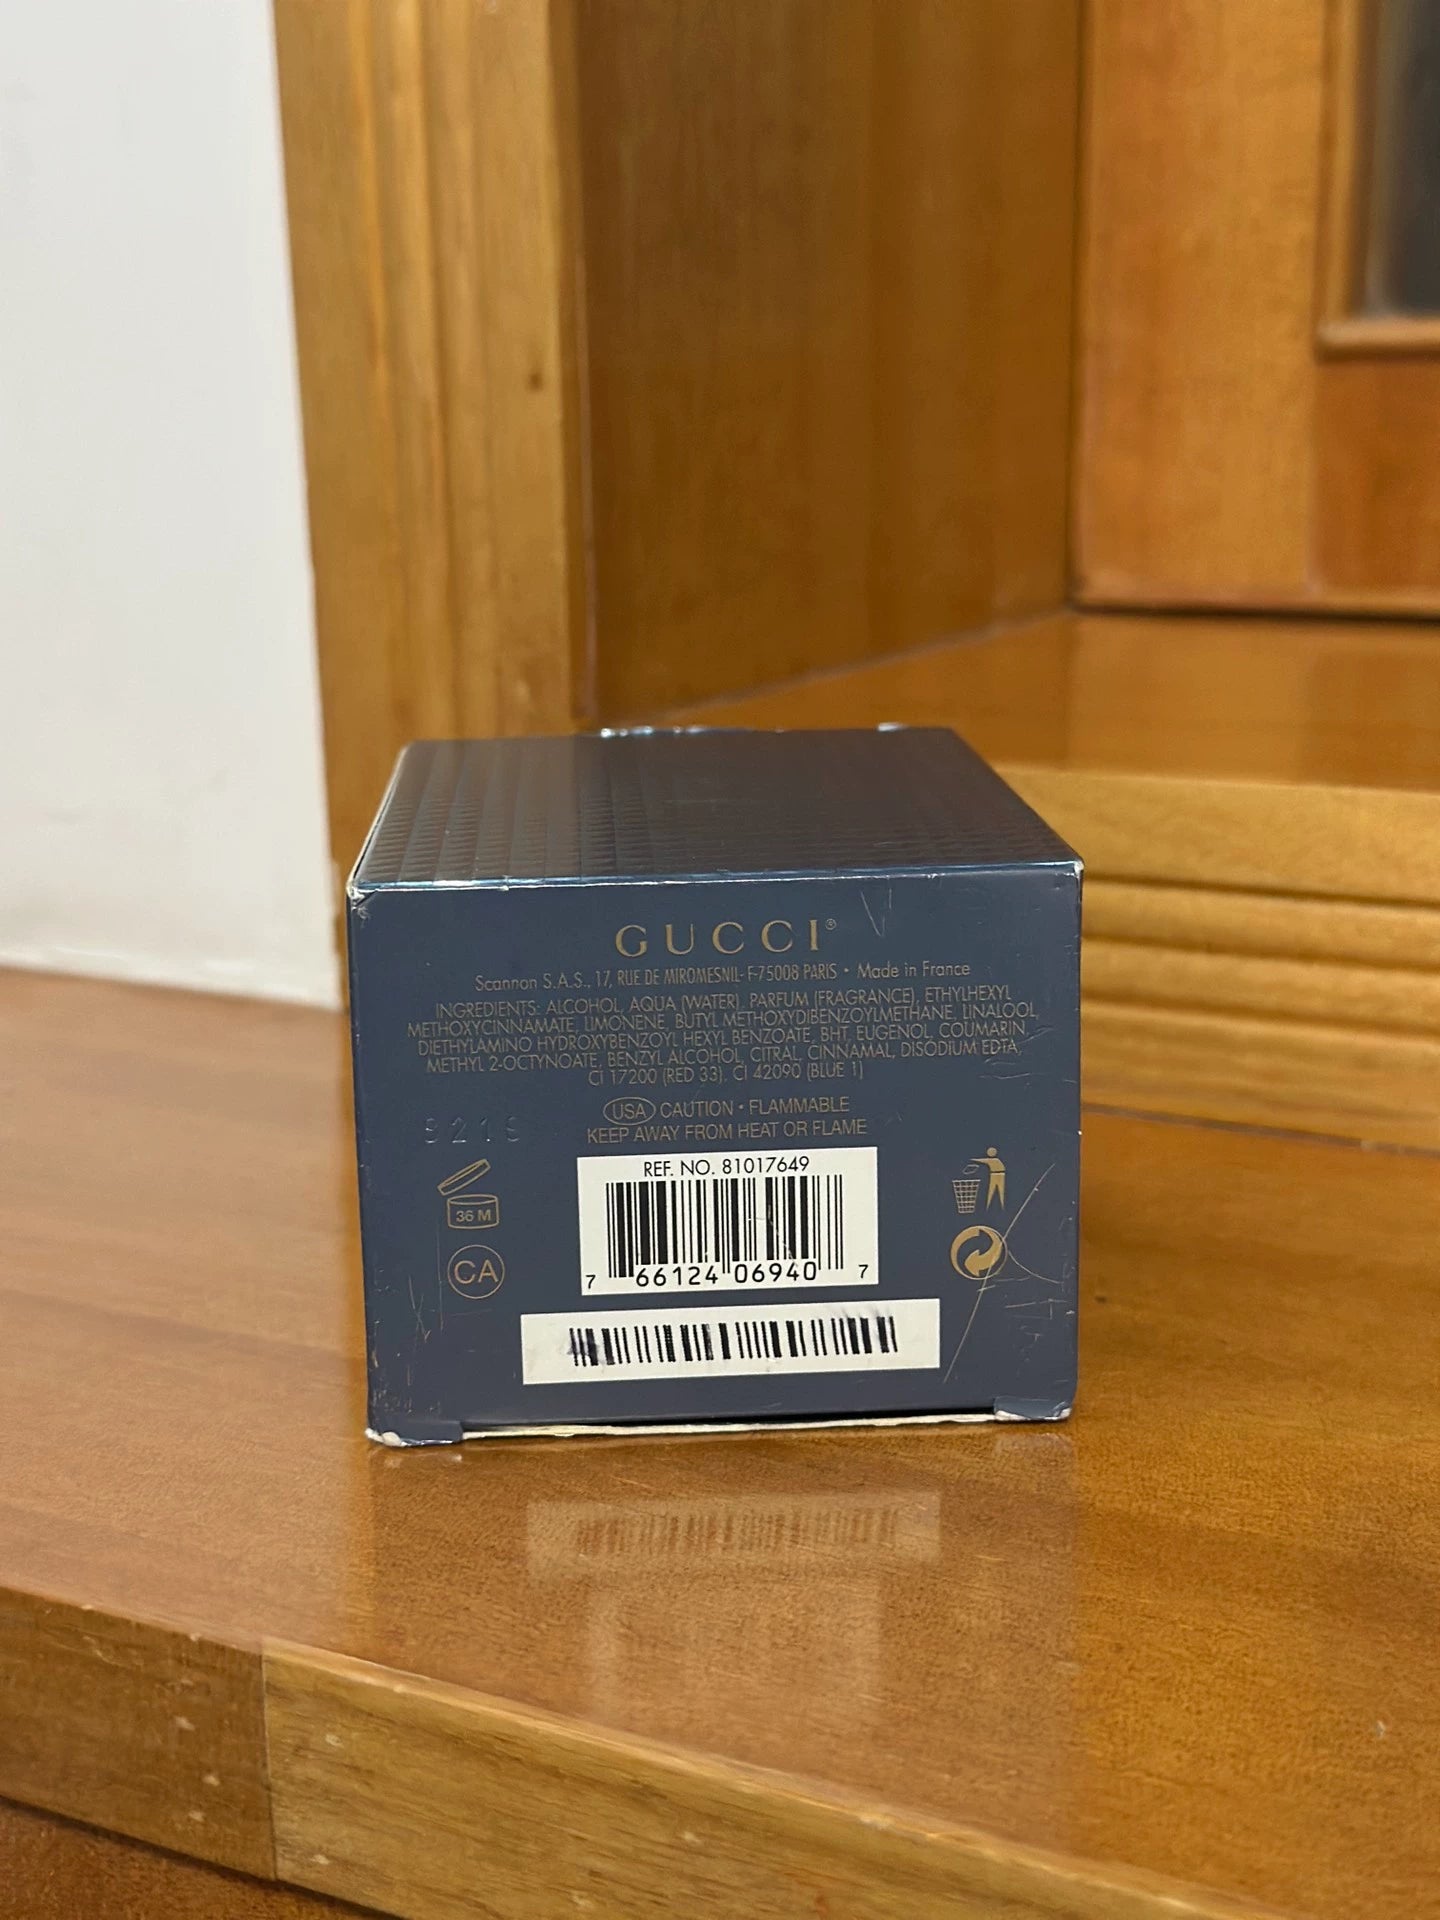 GUCCI®
Scannon S.A.S., 17, RUE DE MIROMESNIL- F-75008 PARIS • Made in France
INGREDIENTS: ALCOHOL, AQUA (WATER), PARFUM (FRAGRANCE), ETHYLHEXYL
METHOXYCINNAMATE, LIMONENE, BUTYL METHOXYDIBENZOYLMETHANE, LINALOOL,
DIETHYLAMINO HYDROXYBENZOYL HEXYL BENZOATE, BHT, EUGENOL, COUMARIN,
METHYL 2-OCTYNOATE, BENZYL ALCOHOL, CITRAL, CINNAMAL, DISODIUM EDTA,
CI 17200 (RED 33), CI 42090 (BLUE 1)
USA CAUTION • FLAMMABLE
KEEP AWAY FROM HEAT OR FLAME
REF. NO. 81017649
36 M
CA
7 66124 06940 7